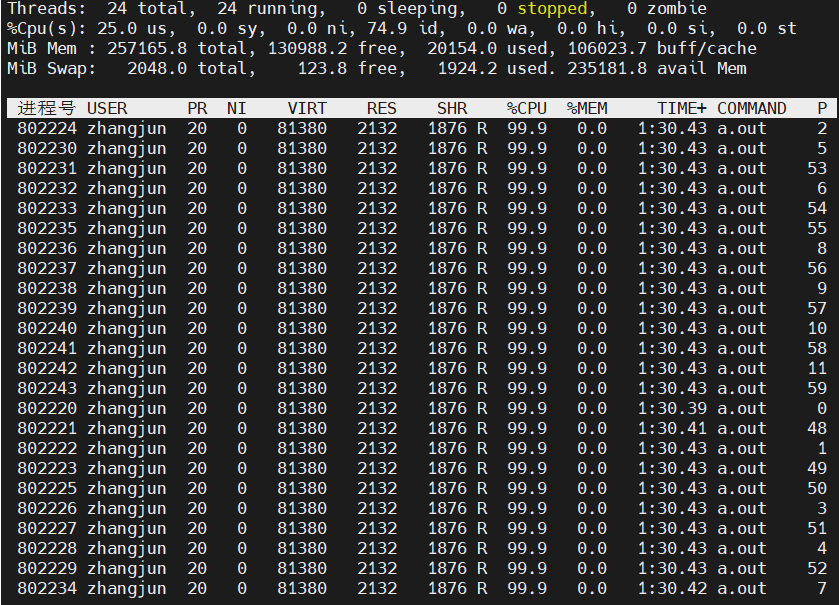 Threads:  24 total,  24 running,   0 sleeping,   0 stopped,   0 zombie
%Cpu(s): 25.0 us,  0.0 sy,  0.0 ni, 74.9 id,  0.0 wa,  0.0 hi,  0.0 si,  0.0 st
MiB Mem : 257165.8 total, 130988.2 free,  20154.0 used, 106023.7 buff/cache
MiB Swap:   2048.0 total,    123.8 free,   1924.2 used. 235181.8 avail Mem
进程号 USER PR NI VIRT RES SHR %CPU %MEM TIME+ COMMAND P
802224 zhangjun 20 0 81380 2132 1876 R 99.9 0.0 1:30.43 a.out 2
802230 zhangjun 20 0 81380 2132 1876 R 99.9 0.0 1:30.43 a.out 5
802231 zhangjun 20 0 81380 2132 1876 R 99.9 0.0 1:30.43 a.out 53
802232 zhangjun 20 0 81380 2132 1876 R 99.9 0.0 1:30.43 a.out 6
802233 zhangjun 20 0 81380 2132 1876 R 99.9 0.0 1:30.43 a.out 54
802235 zhangjun 20 0 81380 2132 1876 R 99.9 0.0 1:30.43 a.out 55
802236 zhangjun 20 0 81380 2132 1876 R 99.9 0.0 1:30.43 a.out 8
802237 zhangjun 20 0 81380 2132 1876 R 99.9 0.0 1:30.43 a.out 56
802238 zhangjun 20 0 81380 2132 1876 R 99.9 0.0 1:30.43 a.out 9
802239 zhangjun 20 0 81380 2132 1876 R 99.9 0.0 1:30.43 a.out 57
802240 zhangjun 20 0 81380 2132 1876 R 99.9 0.0 1:30.43 a.out 10
802241 zhangjun 20 0 81380 2132 1876 R 99.9 0.0 1:30.43 a.out 58
802242 zhangjun 20 0 81380 2132 1876 R 99.9 0.0 1:30.43 a.out 11
802243 zhangjun 20 0 81380 2132 1876 R 99.9 0.0 1:30.43 a.out 59
802220 zhangjun 20 0 81380 2132 1876 R 99.9 0.0 1:30.39 a.out 0
802221 zhangjun 20 0 81380 2132 1876 R 99.9 0.0 1:30.41 a.out 48
802222 zhangjun 20 0 81380 2132 1876 R 99.9 0.0 1:30.43 a.out 1
802223 zhangjun 20 0 81380 2132 1876 R 99.9 0.0 1:30.43 a.out 49
802225 zhangjun 20 0 81380 2132 1876 R 99.9 0.0 1:30.43 a.out 50
802226 zhangjun 20 0 81380 2132 1876 R 99.9 0.0 1:30.43 a.out 3
802227 zhangjun 20 0 81380 2132 1876 R 99.9 0.0 1:30.43 a.out 51
802228 zhangjun 20 0 81380 2132 1876 R 99.9 0.0 1:30.43 a.out 4
802229 zhangjun 20 0 81380 2132 1876 R 99.9 0.0 1:30.43 a.out 52
802234 zhangjun 20 0 81380 2132 1876 R 99.9 0.0 1:30.42 a.out 7